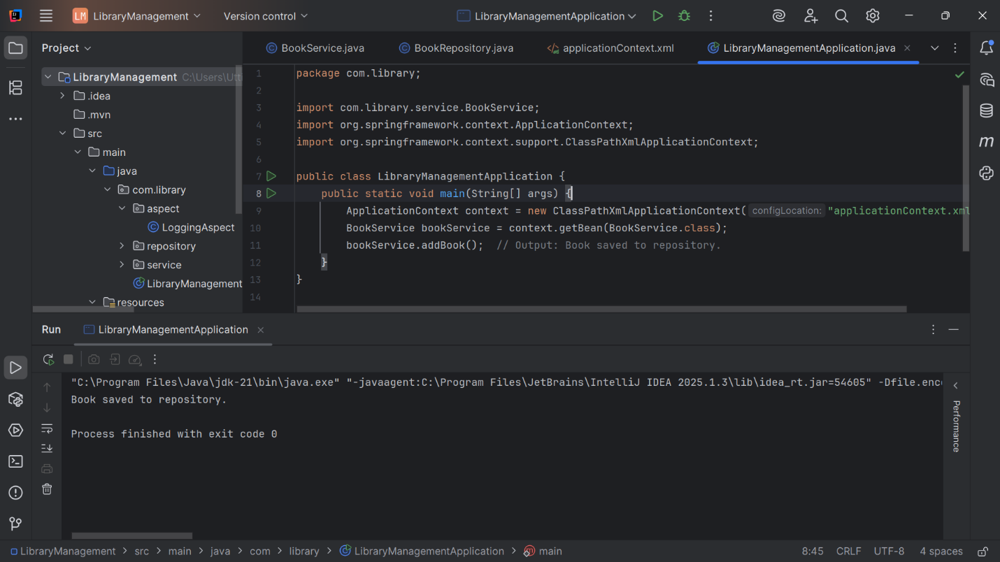 LM LibraryManagement Version control LibraryManagementApplication
Project
BookService.java BookRepository.java applicationContext.xml LibraryManagementApplication.java
LibraryManagement C:\Users\Utt
.idea
.mvn
src
main
java
com.library
aspect
LoggingAspect
repository
service
LibraryManagement
resources
1 package com.library;
2
3 import com.library.service.BookService;
4 import org.springframework.context.ApplicationContext;
5 import org.springframework.context.support.ClassPathXmlApplicationContext;
6
7 public class LibraryManagementApplication {
8 public static void main(String[] args) {
9 ApplicationContext context = new ClassPathXmlApplicationContext( configLocation: "applicationContext.xml
10 BookService bookService = context.getBean(BookService.class);
11 bookService.addBook(); // Output: Book saved to repository.
12 }
13 }
14
Run LibraryManagementApplication
"C:\Program Files\Java\jdk-21\bin\java.exe" "-javaagent:C:\Program Files\JetBrains\IntelliJ IDEA 2025.1.3\lib\idea_rt.jar=54605" -Dfile.enc
Book saved to repository.
Process finished with exit code 0
Performance
LibraryManagement > src > main > java > com > library > LibraryManagementApplication > main 8:45 CRLF UTF-8 4 spaces